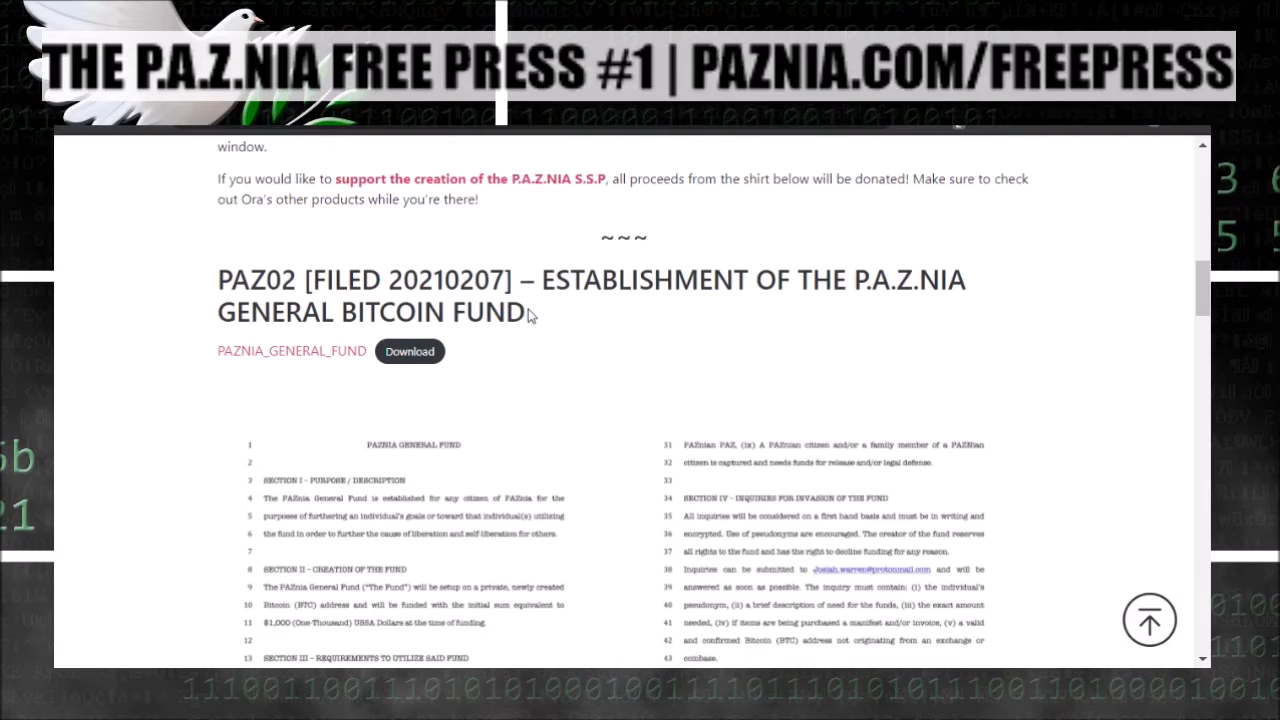 THE P.A.Z.NIA FREE PRESS #1 | PAZNIA.COM/FREEPRESS
window.
If you would like to support the creation of the P.A.Z.NIA S.S.P, all proceeds from the shirt below will be donated! Make sure to check
out Ora's other products while you're there!
~~~
PAZ02 [FILED 20210207] – ESTABLISHMENT OF THE P.A.Z.NIA
GENERAL BITCOIN FUND
PAZNIA_GENERAL_FUND Download
1 PAZNIA GENERAL FUND
2
3 SECTION I - PURPOSE / DESCRIPTION
4 The PAZnia General Fund is established for any citizen of PAZnia for the
5 purposes of furthering an individual's goals or toward that individual(s) utilizing
6 the fund in order to further the cause of liberation and self-liberation for others.
7
8 SECTION II - CREATION OF THE FUND
9 The PAZnia General Fund ("The Fund") will be setup on a private, newly created
10 Bitcoin (BTC) address and will be funded with the initial sum equivalent to
11 $1,000 (One-Thousand) USSA Dollars at the time of funding.
12
13 SECTION III - REQUIREMENTS TO UTILIZE SAID FUND
31 PAZnian PAZ, (ix) A PAZnian citizen and/or a family member of a PAZNian
32 citizen is captured and needs funds for release and/or legal defense.
33
34 SECTION IV - INQUIRIES FOR INVASION OF THE FUND
35 All inquiries will be considered on a first hand basis and must be in writing and
36 encrypted. Use of pseudonyms are encouraged. The creator of the fund reserves
37 all rights to the fund and has the right to decline funding for any reason.
38 Inquiries can be submitted to Josiah.warren@protonmail.com and will be
39 answered as soon as possible. The inquiry must contain: (i) the individual's
40 pseudonym, (ii) a brief description of need for the funds, (iii) the exact amount
41 needed, (iv) if items are being purchased a manifest and/or invoice, (v) a valid
42 and confirmed Bitcoin (BTC) address not originating from an exchange or
43 coinbase.